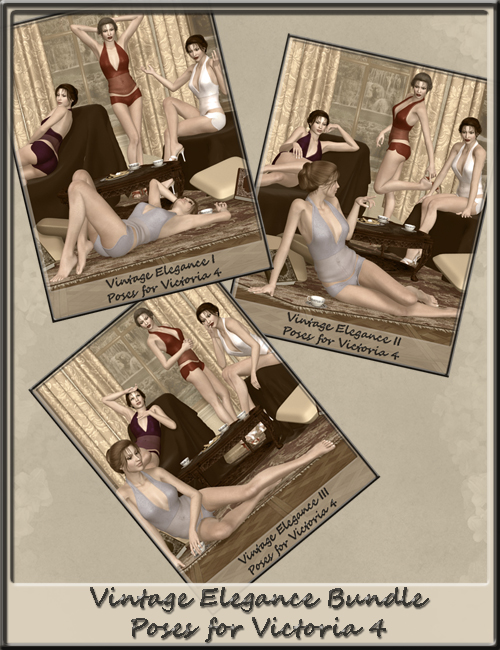 Vintage Elegance I
Poses for Victoria 4
Vintage Elegance II
Poses for Victoria 4
Vintage Elegance III
Poses for Victoria 4
Vintage Elegance Bundle
Poses for Victoria 4